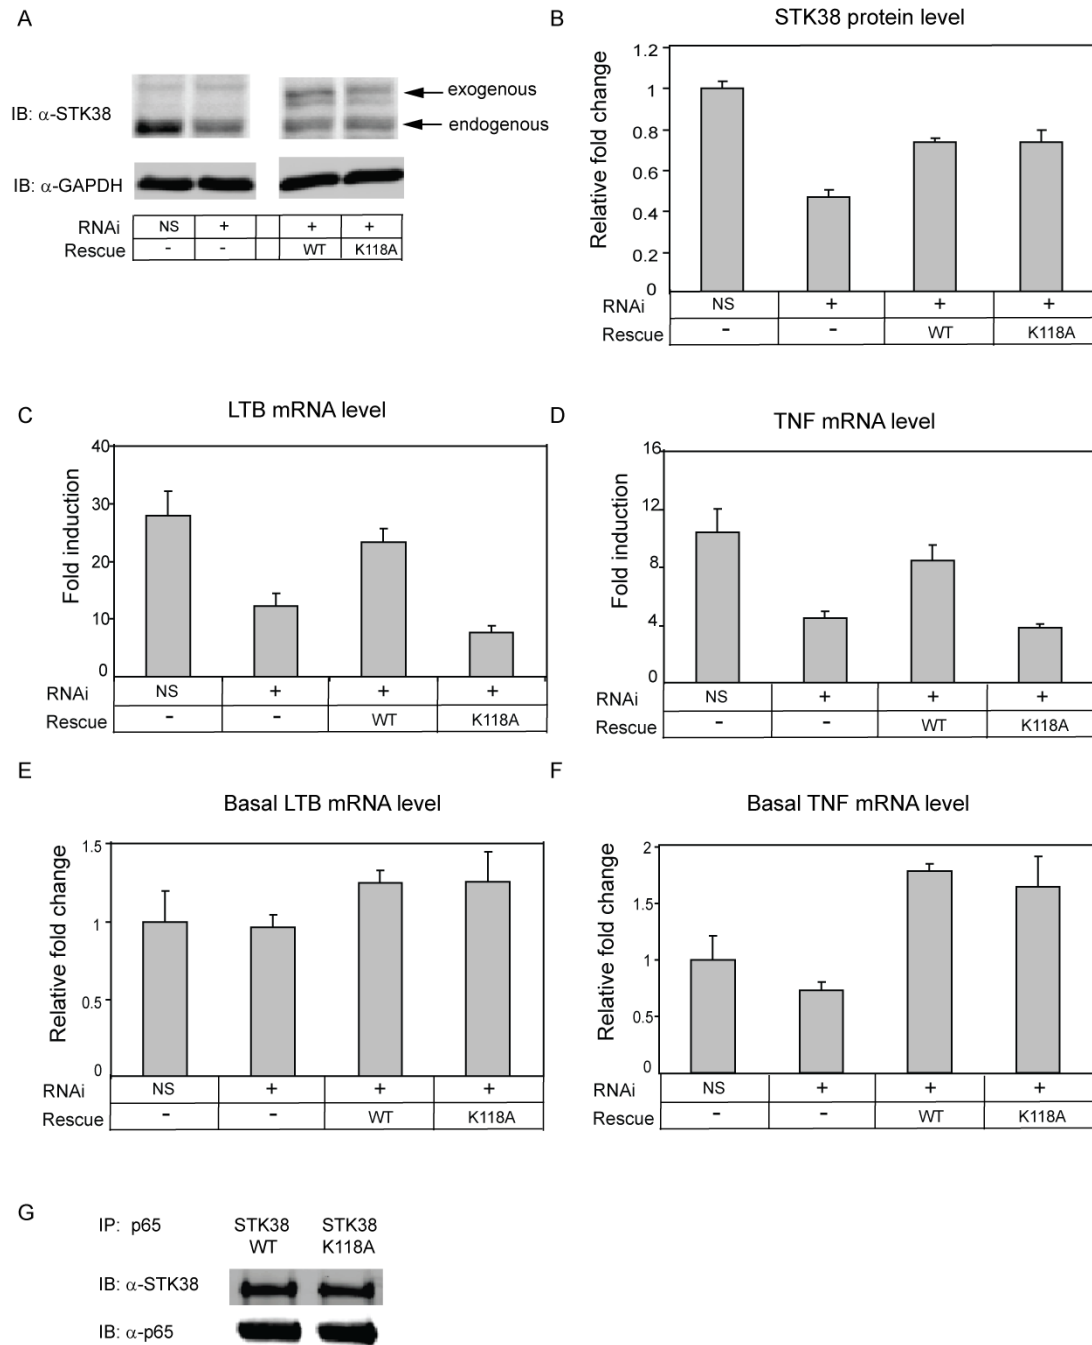 A
IB: α-STK38
exogenous
endogenous
IB: α-GAPDH
RNAi NS + + +
Rescue - - WT K118A
B
STK38 protein level
Relative fold change
1.2
1
0.8
0.6
0.4
0.2
0
RNAi NS + + +
Rescue - - WT K118A
C
LTB mRNA level
Fold induction
40
30
20
10
0
RNAi NS + + +
Rescue - - WT K118A
D
TNF mRNA level
Fold induction
16
12
8
4
0
RNAi NS + + +
Rescue - - WT K118A
E
Basal LTB mRNA level
Relative fold change
1.5
1
0.5
0
RNAi NS + + +
Rescue - - WT K118A
F
Basal TNF mRNA level
Relative fold change
2
1.5
1
0.5
0
RNAi NS + + +
Rescue - - WT K118A
G
IP: p65 STK38 STK38
WT K118A
IB: α-STK38
IB: α-p65